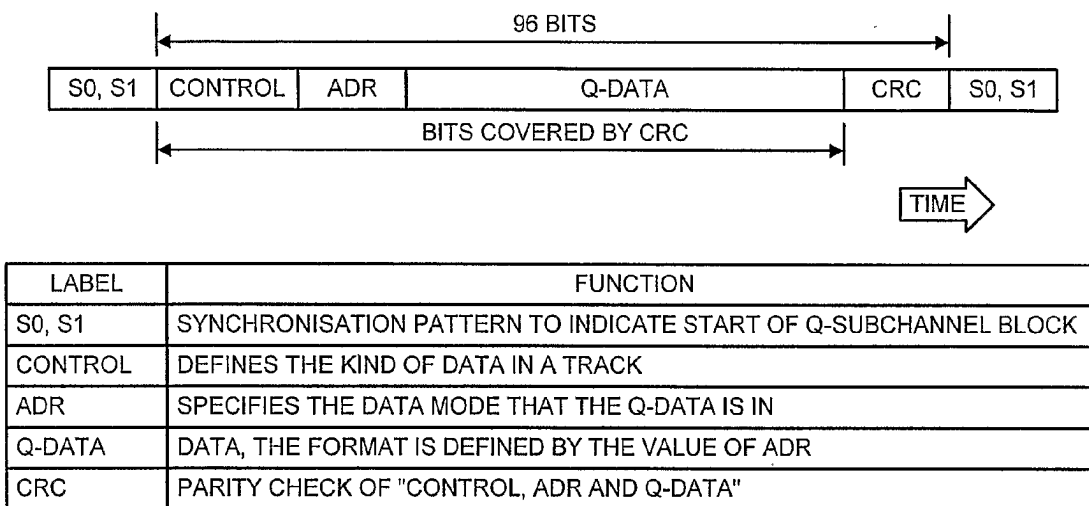 96 BITS
S0, S1 CONTROL ADR Q-DATA CRC S0, S1
BITS COVERED BY CRC
TIME
LABEL FUNCTION
S0, S1 SYNCHRONISATION PATTERN TO INDICATE START OF Q-SUBCHANNEL BLOCK
CONTROL DEFINES THE KIND OF DATA IN A TRACK
ADR SPECIFIES THE DATA MODE THAT THE Q-DATA IS IN
Q-DATA DATA, THE FORMAT IS DEFINED BY THE VALUE OF ADR
CRC PARITY CHECK OF "CONTROL, ADR AND Q-DATA"